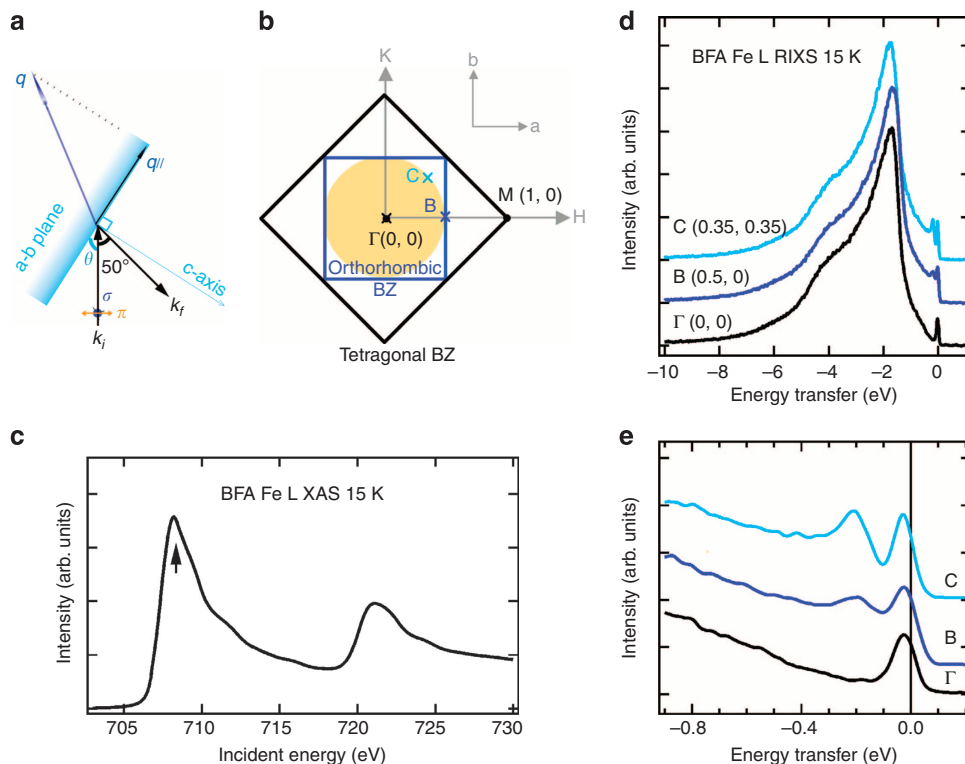 a
q
q//
a-b plane
θ
50°
c-axis
σ
π
kf
ki
b
K
b
a
C
B
M (1, 0)
H
Γ(0, 0)
Orthorhombic
BZ
Tetragonal BZ
c
BFA Fe L XAS 15 K
Intensity (arb. units)
705 710 715 720 725 730
Incident energy (eV)
d
BFA Fe L RIXS 15 K
Intensity (arb. units)
C (0.35, 0.35)
B (0.5, 0)
Γ (0, 0)
−10 −8 −6 −4 −2 0
Energy transfer (eV)
e
Intensity (arb. units)
C
B
Γ
−0.8 −0.4 0.0
Energy transfer (eV)